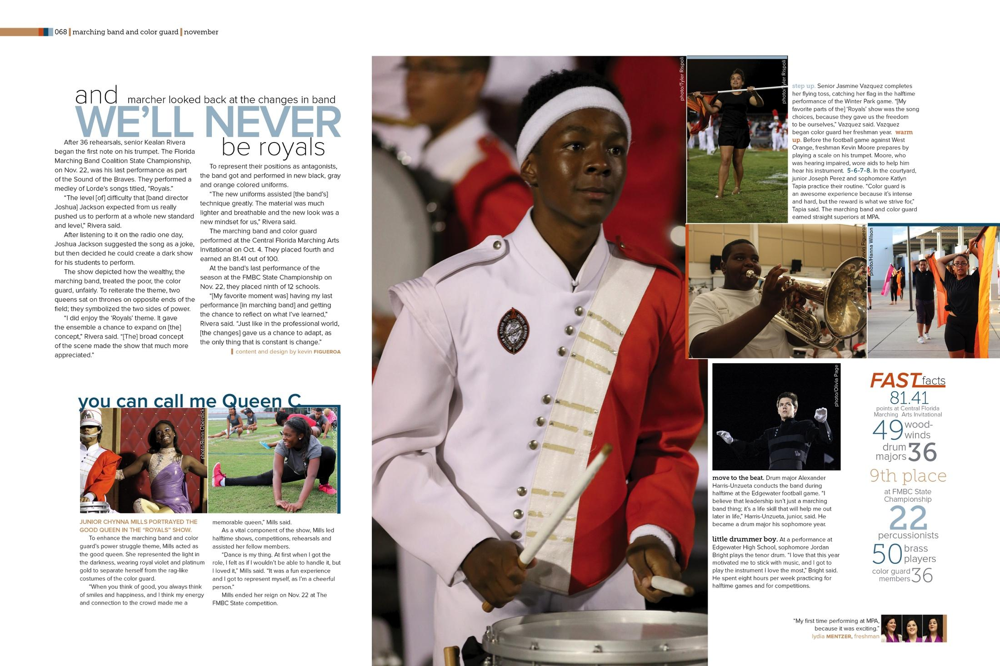 068 | marching band and color guard | november
and marcher looked back at the changes in band
WE'LL NEVER
be royals
After 36 rehearsals, senior Kealan Rivera
began the first note on his trumpet. The Florida
Marching Band Coalition State Championship,
on Nov. 22, was his last performance as part
of the Sound of the Braves. They performed a
medley of Lorde's songs titled, “Royals.”
“The level [of] difficulty that [band director
Joshua] Jackson expected from us really
pushed us to perform at a whole new standard
and level,” Rivera said.
After listening to it on the radio one day,
Joshua Jackson suggested the song as a joke,
but then decided he could create a dark show
for his students to perform.
The show depicted how the wealthy, the
marching band, treated the poor, the color
guard, unfairly. To reiterate the theme, two
queens sat on thrones on opposite ends of the
field; they symbolized the two sides of power.
“I did enjoy the ‘Royals’ theme. It gave
the ensemble a chance to expand on [the]
concept,” Rivera said. “[The] broad concept
of the scene made the show that much more
appreciated.”
To represent their positions as antagonists,
the band got and performed in new black, gray
and orange colored uniforms.
“The new uniforms assisted [the band's]
technique greatly. The material was much
lighter and breathable and the new look was a
new mindset for us,” Rivera said.
The marching band and color guard
performed at the Central Florida Marching Arts
Invitational on Oct. 4. They placed fourth and
earned an 81.41 out of 100.
At the band's last performance of the
season at the FMBC State Championship on
Nov. 22, they placed ninth of 12 schools.
“[My favorite moment was] having my last
performance [in marching band] and getting
the chance to reflect on what I've learned,”
Rivera said. “Just like in the professional world,
[the changes] gave us a chance to adapt, as
the only thing that is constant is change.”
content and design by kevin FIGUEROA
you can call me Queen C
photo/Renn Oberdick
photo/Olivia Page
JUNIOR CHYNNA MILLS PORTRAYED THE
GOOD QUEEN IN THE “ROYALS” SHOW.
To enhance the marching band and color
guard's power struggle theme, Mills acted as
the good queen. She represented the light in
the darkness, wearing royal violet and platinum
gold to separate herself from the rag-like
costumes of the color guard.
“When you think of good, you always think
of smiles and happiness, and I think my energy
and connection to the crowd made me a
memorable queen,” Mills said.
As a vital component of the show, Mills led
halftime shows, competitions, rehearsals and
assisted her fellow members.
“Dance is my thing. At first when I got the
role, I felt as if I wouldn't be able to handle it, but
I loved it,” Mills said. “It was a fun experience
and I got to represent myself, as I'm a cheerful
person.”
Mills ended her reign on Nov. 22 at The
FMBC State competition.
photo/Tyler Rispoli
WILLIAM R. BOONE HIGH SCHOOL ORLANDO FLORIDA
photo/Tyler Rispoli
step up. Senior Jasmine Vazquez completes
her flying toss, catching her flag in the halftime
performance of the Winter Park game. “[My
favorite parts of the] ‘Royals’ show was the song
choices, because they gave us the freedom
to be ourselves,” Vazquez said. Vazquez
began color guard her freshman year. warm
up. Before the football game against West
Orange, freshman Kevin Moore prepares by
playing a scale on his trumpet. Moore, who
was hearing impaired, wore aids to help him
hear his instrument. 5-6-7-8. In the courtyard,
junior Joseph Perez and sophomore Katlyn
Tapia practice their routine. “Color guard is
an awesome experience because it's intense
and hard, but the reward is what we strive for,”
Tapia said. The marching band and color guard
earned straight superiors at MPA.
photo/Kevin Figueroa
photo/Hanna Wilson
photo/Olivia Page
move to the beat. Drum major Alexander
Harris-Unzueta conducts the band during
halftime at the Edgewater football game. “I
believe that leadership isn't just a marching
band thing; it's a life skill that will help me out
later in life,” Harris-Unzueta, junior, said. He
became a drum major his sophomore year.
little drummer boy. At a performance at
Edgewater High School, sophomore Jordan
Bright plays the tenor drum. “I love that this year
motivated me to stick with music, and I got to
play the instrument I love the most,” Bright said.
He spent eight hours per week practicing for
halftime games and for competitions.
FAST facts
81.41
points at Central Florida
Marching Arts Invitational
49 wood-
winds
drum
majors 36
9th place
at FMBC State
Championship
22
percussionists
50 brass
players
color guard
members 36
“My first time performing at MPA,
because it was exciting.”
lydia MENTZER, freshman